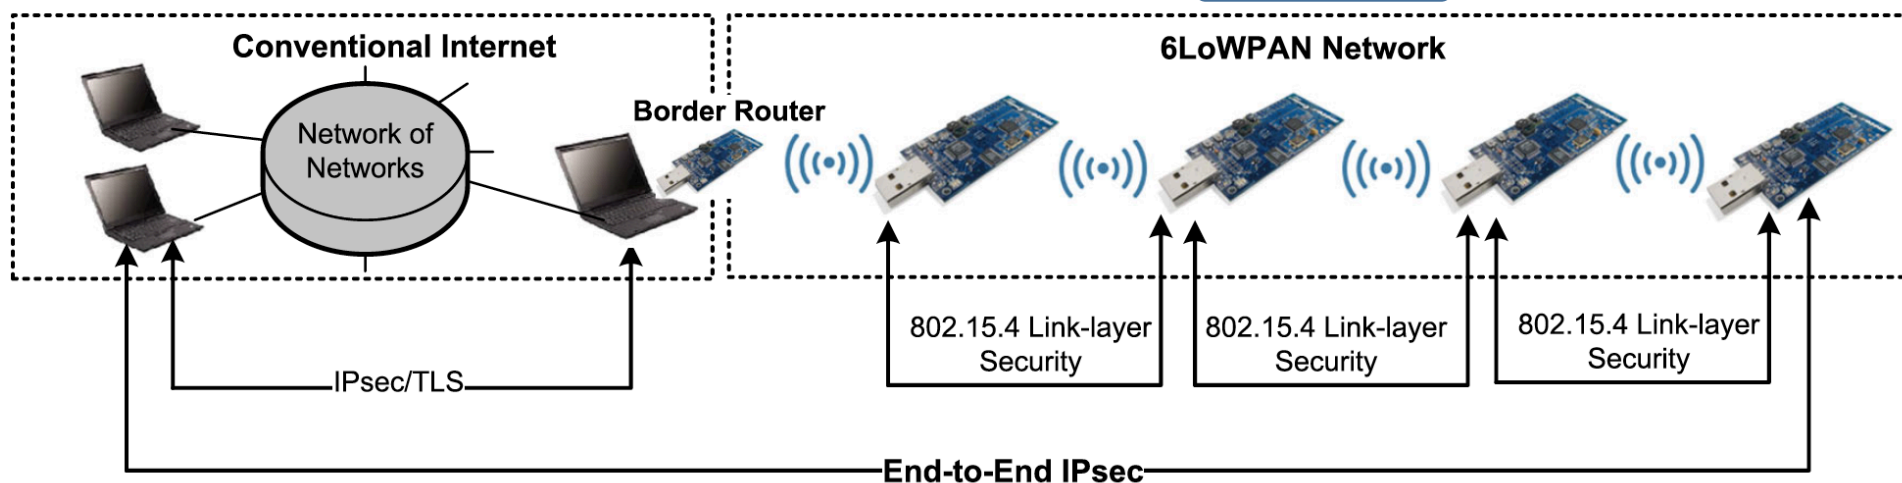 Conventional Internet
6LoWPAN Network
Border Router
Network of
Networks
802.15.4 Link-layer
Security
802.15.4 Link-layer
Security
802.15.4 Link-layer
Security
IPsec/TLS
End-to-End IPsec